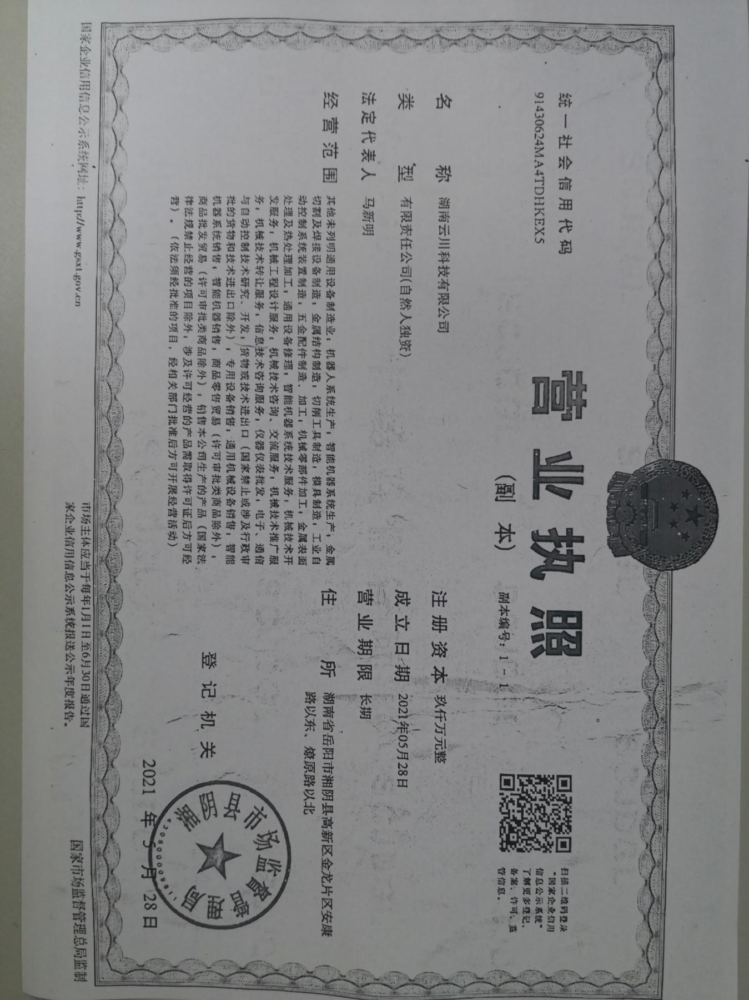 统一社会信用代码
91430624MA4TDHKEX5
营业执照
（副 本）
副本编号：1-1
扫描二维码登录
“国家企业信用
信息公示系统”
了解更多登记、
备案、许可、监
管信息。
名称 湖南云川科技有限公司
类型 有限责任公司(自然人独资)
法定代表人 马新明
经营范围 其他未列明通用设备制造业；机器人系统生产；智能机器系统生产；金属
切割及焊接设备制造；金属结构制造；切削工具制造；模具制造；工业自
动控制系统装置制造；五金配件制造、加工；机械零部件加工；金属表面
处理及热处理加工；通用设备修理；智能机器系统技术服务；机械技术开
发服务；机械工程设计服务；机械技术咨询、交流服务；机械技术推广服
务；机械技术转让服务；信息技术咨询服务；仪器仪表批发；电子、通信
与自动控制技术研究、开发；货物或技术进出口（国家禁止或涉及行政审
批的货物和技术进出口除外）；专用设备销售；通用机械设备销售；智能
机器系统销售；智能机器销售；商品零售贸易（许可审批类商品除外）；
商品批发贸易（许可审批类商品除外）；销售本公司生产的产品（国家法
律法规禁止经营的项目除外；涉及许可经营的产品需取得许可证后方可经
营）。（依法须经批准的项目，经相关部门批准后方可开展经营活动）
注册资本 玖仟万元整
成立日期 2021年05月28日
营业期限 长期
住所 湖南省岳阳市湘阴县高新区金龙片区安康
路以东、燎原路以北
登记机关
湘阴县市场监督管理局
2021 年 5 月 28 日
国家企业信用信息公示系统网址：http://www.gsxt.gov.cn
市场主体应当于每年1月1日至6月30日通过国
家企业信用信息公示系统报送公示年度报告。
国家市场监督管理总局监制